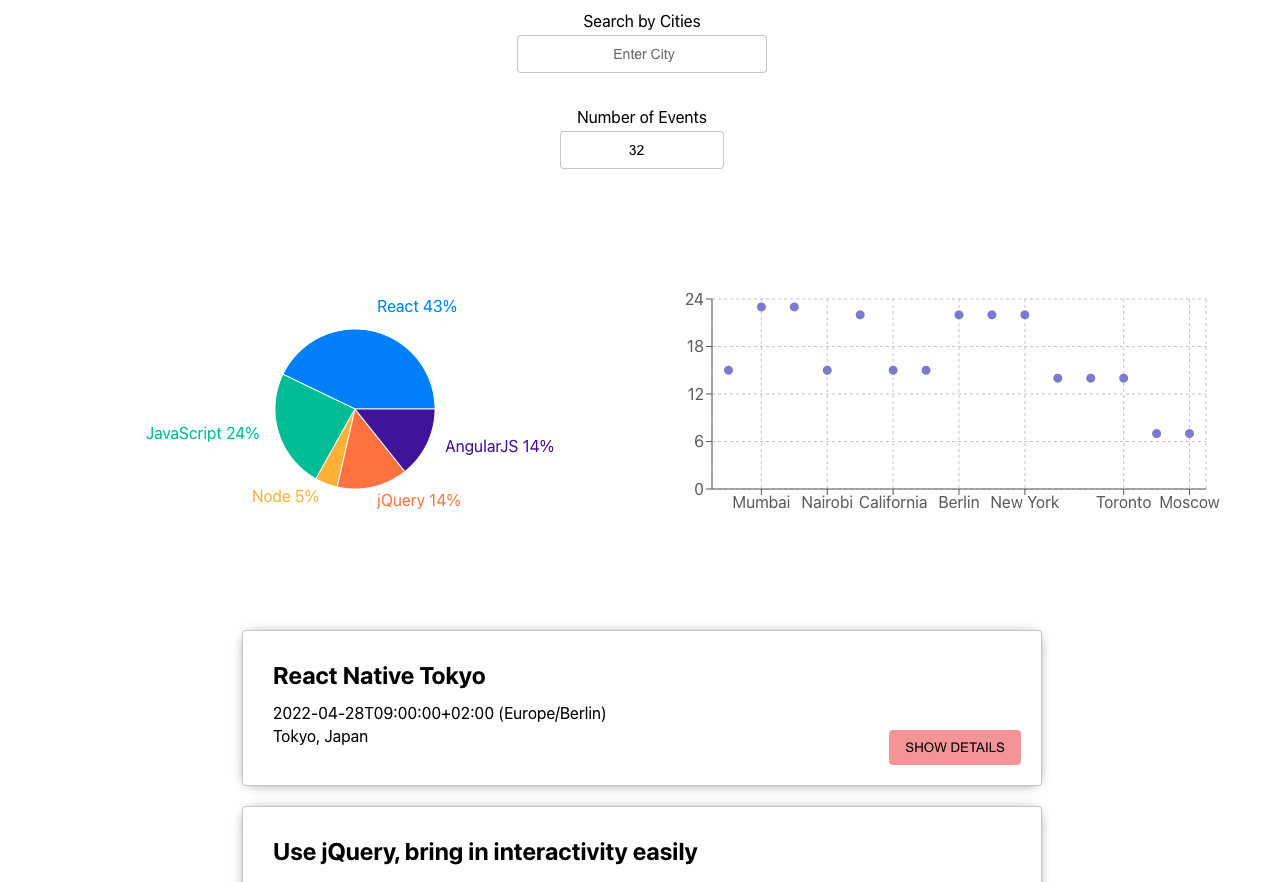 Search by Cities
Enter City
Number of Events
32
React 43%
JavaScript 24%
AngularJS 14%
Node 5%
jQuery 14%
24
18
12
6
0
Mumbai Nairobi California Berlin New York Toronto Moscow
React Native Tokyo
2022-04-28T09:00:00+02:00 (Europe/Berlin)
Tokyo, Japan
SHOW DETAILS
Use jQuery, bring in interactivity easily